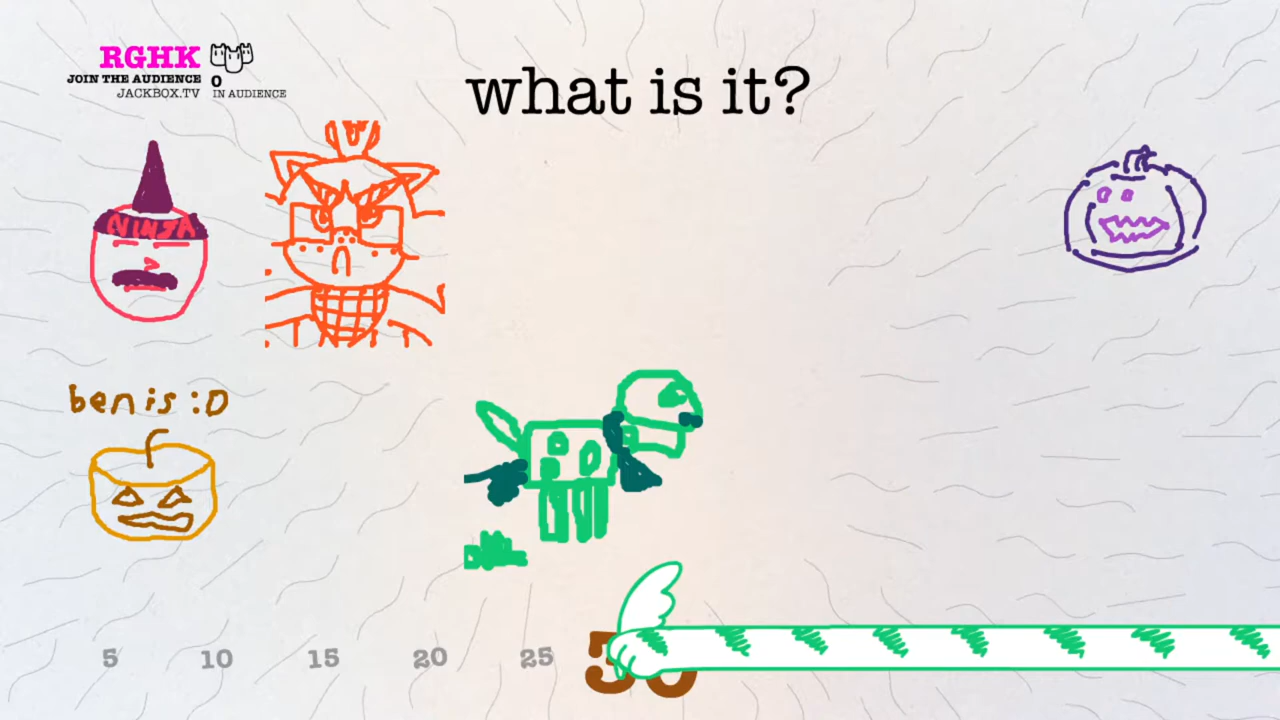 RGHK
JOIN THE AUDIENCE
JACKBOX.TV
0
IN AUDIENCE
what is it?
NINJA
benis :D
5 10 15 20 25 30